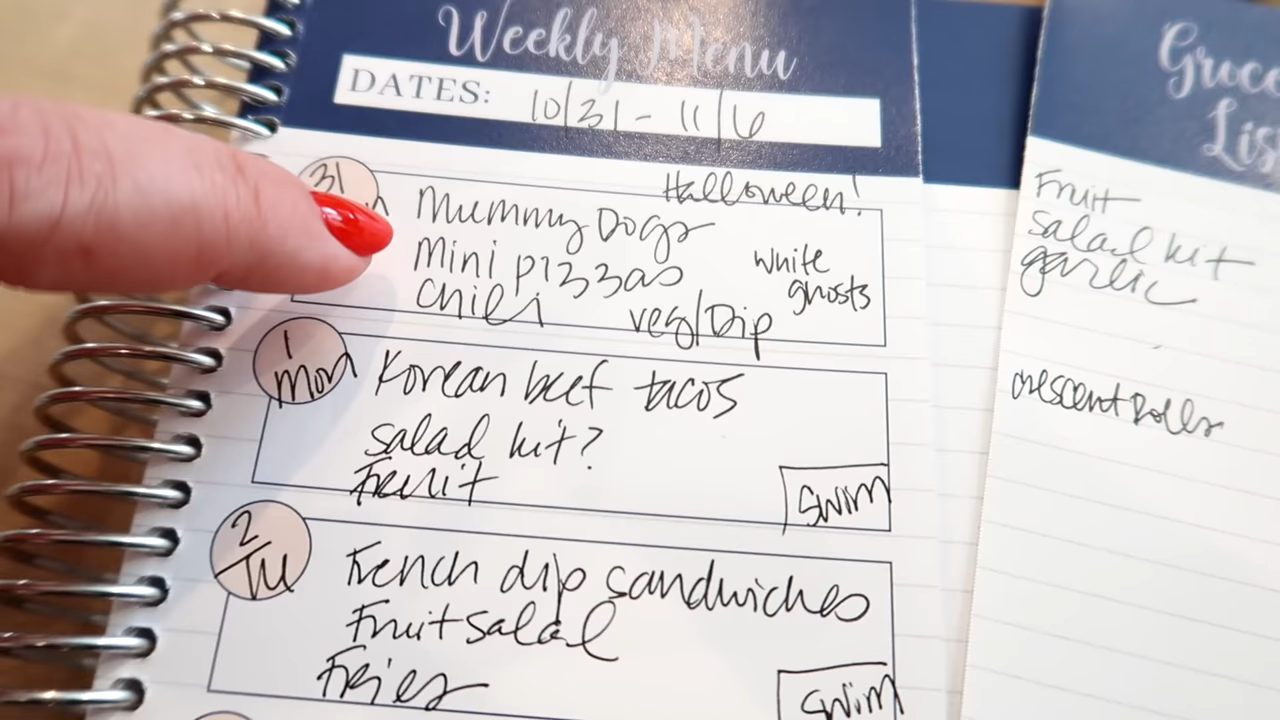 Weekly Menu
DATES: 10/31 - 11/6
31
Halloween!
Mummy Dogs
Mini pizzas
white ghosts
Chili
veg/Dip
1
Mon
Korean beef tacos
salad kit?
Fruit
swim
2
Tu
French dip sandwiches
Fruit salad
Fries
swim
Fruit
salad kit
garlic
crescent Rolls